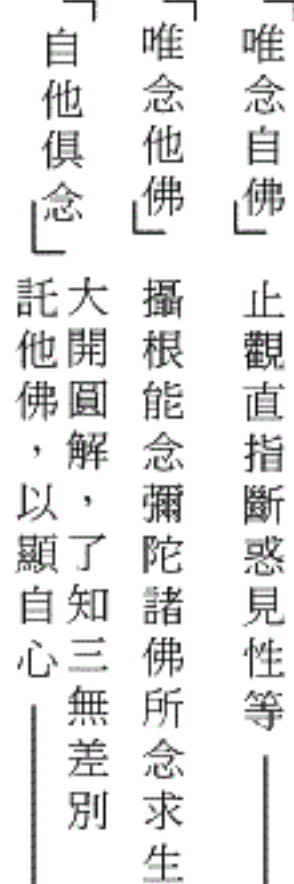 「唯念自佛」
止觀直指斷惑見性等
「唯念他佛」
攝根能念彌陀諸佛所念求生
「自他俱念」
大開圓解，了知三無差別
託他佛，以顯自心